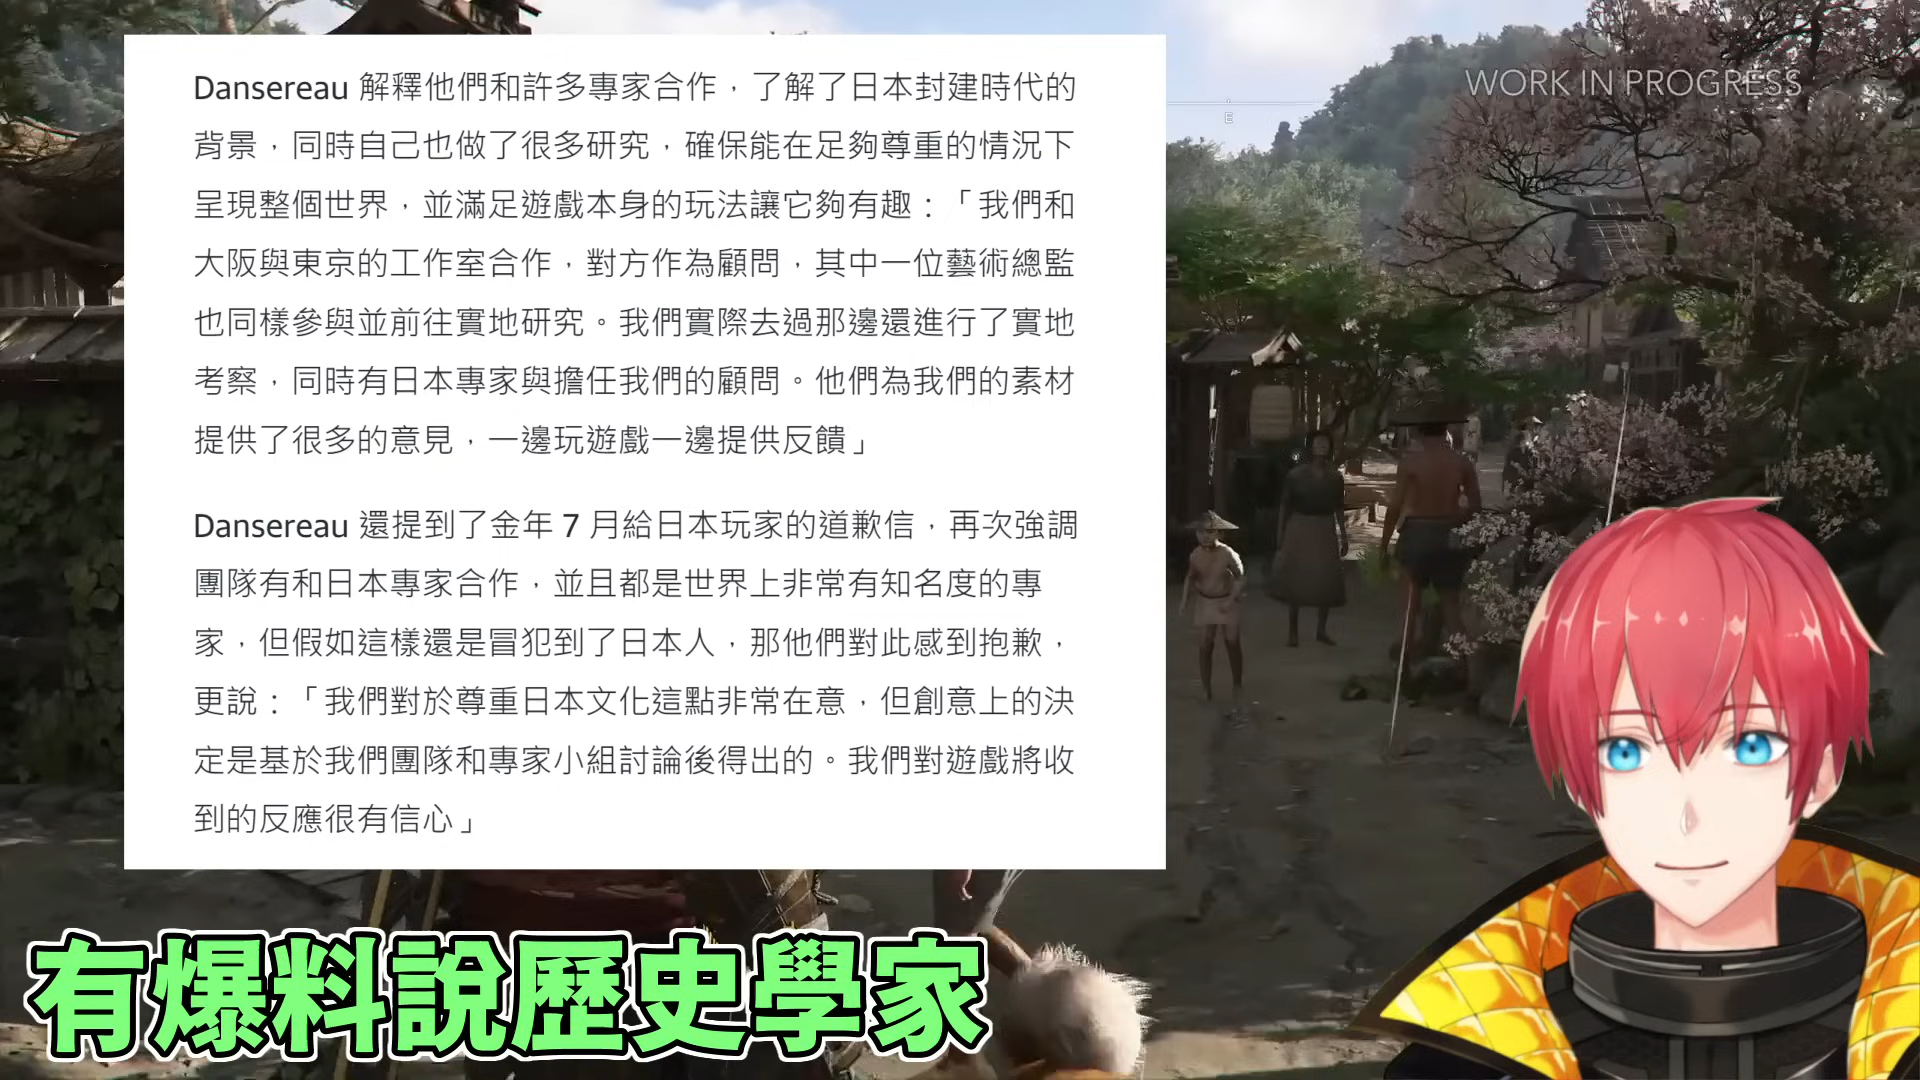 Dansereau 解釋他們和許多專家合作，了解了日本封建時代的
背景，同時自己也做了很多研究，確保能在足夠尊重的情況下
呈現整個世界，並滿足遊戲本身的玩法讓它夠有趣：「我們和
大阪與東京的工作室合作，對方作為顧問，其中一位藝術總監
也同樣參與並前往實地研究。我們實際去過那邊還進行了實地
考察，同時有日本專家與擔任我們的顧問。他們為我們的素材
提供了很多的意見，一邊玩遊戲一邊提供反饋」
Dansereau 還提到了金年 7 月給日本玩家的道歉信，再次強調
團隊有和日本專家合作，並且都是世界上非常有知名度的專
家，但假如這樣還是冒犯到了日本人，那他們對此感到抱歉，
更說：「我們對於尊重日本文化這點非常在意，但創意上的決
定是基於我們團隊和專家小組討論後得出的。我們對遊戲將收
到的反應很有信心」
WORK IN PROGRESS
E
有爆料說歷史學家